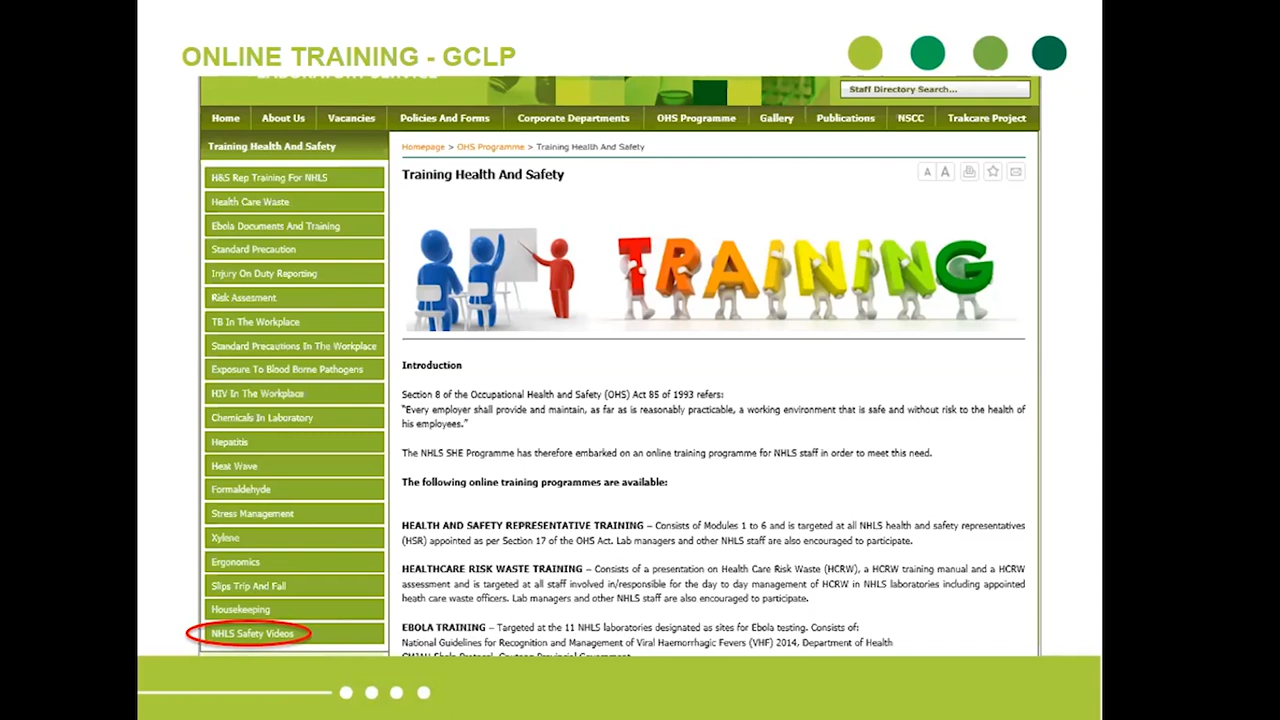 ONLINE TRAINING - GCLP
LABORATORY SERVICE
Staff Directory Search...
Home About Us Vacancies Policies And Forms Corporate Departments OHS Programme Gallery Publications NSCC Trakcare Project
Training Health And Safety
H&S Rep Training For NHLS
Health Care Waste
Ebola Documents And Training
Standard Precaution
Injury On Duty Reporting
Risk Assesment
TB In The Workplace
Standard Precautions In The Workplace
Exposure To Blood Borne Pathogens
HIV In The Workplace
Chemicals In Laboratory
Hepatitis
Heat Wave
Formaldehyde
Stress Management
Xylene
Ergonomics
Slips Trip And Fall
Housekeeping
NHLS Safety Videos
Homepage > OHS Programme > Training Health And Safety
Training Health And Safety
A A
TRAINING
Introduction
Section 8 of the Occupational Health and Safety (OHS) Act 85 of 1993 refers:
"Every employer shall provide and maintain, as far as is reasonably practicable, a working environment that is safe and without risk to the health of
his employees."
The NHLS SHE Programme has therefore embarked on an online training programme for NHLS staff in order to meet this need.
The following online training programmes are available:
HEALTH AND SAFETY REPRESENTATIVE TRAINING – Consists of Modules 1 to 6 and is targeted at all NHLS health and safety representatives
(HSR) appointed as per Section 17 of the OHS Act. Lab managers and other NHLS staff are also encouraged to participate.
HEALTHCARE RISK WASTE TRAINING – Consists of a presentation on Health Care Risk Waste (HCRW), a HCRW training manual and a HCRW
assessment and is targeted at all staff involved in/responsible for the day to day management of HCRW in NHLS laboratories including appointed
heath care waste officers. Lab managers and other NHLS staff are also encouraged to participate.
EBOLA TRAINING – Targeted at the 11 NHLS laboratories designated as sites for Ebola testing. Consists of:
National Guidelines for Recognition and Management of Viral Haemorrhagic Fevers (VHF) 2014, Department of Health